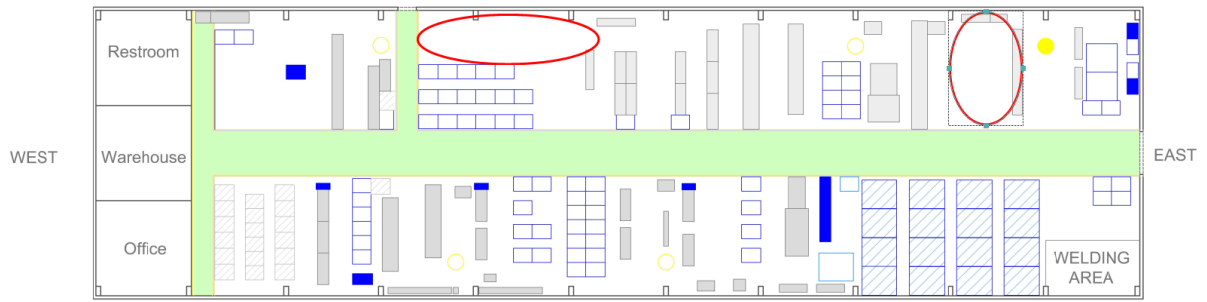 Restroom
WEST
Warehouse
EAST
Office
WELDING
AREA